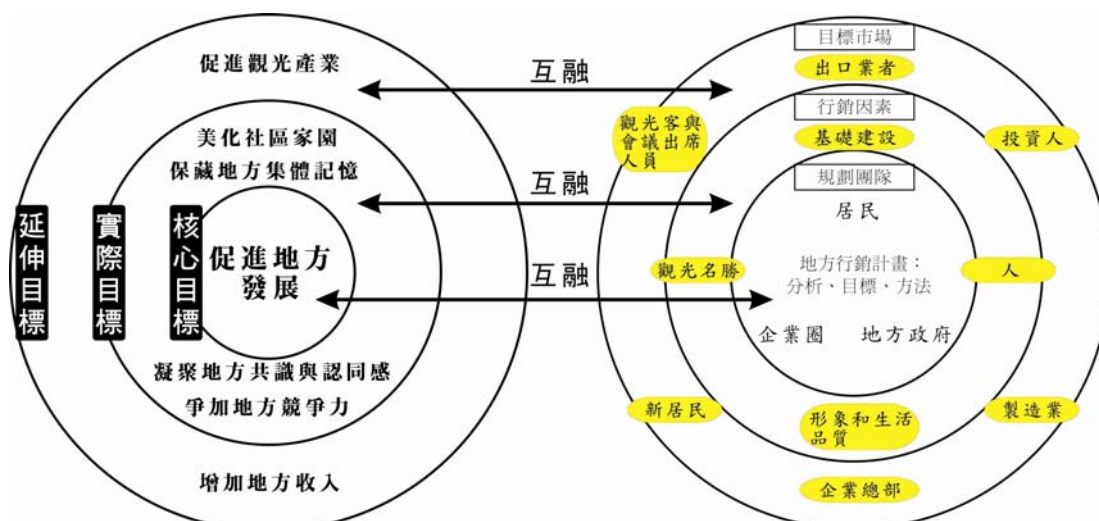 促進觀光產業
美化社區家園
保藏地方集體記憶
延伸目標
實際目標
核心目標
促進地方
發展
凝聚地方共識與認同感
爭加地方競爭力
增加地方收入
互融
互融
互融
目標市場
出口業者
行銷因素
基礎建設
規劃團隊
居民
觀光客與
會議出席
人員
投資人
觀光名勝
地方行銷計畫：
分析、目標、方法
人
企業圈
地方政府
新居民
形象和生活
品質
製造業
企業總部